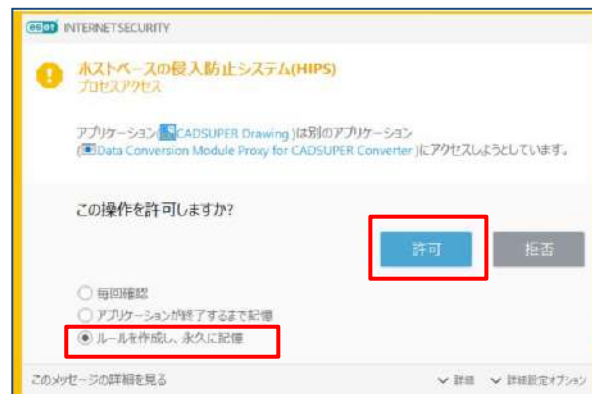 eset INTERNET SECURITY
ホストベースの侵入防止システム(HIPS)
プロセスアクセス
アプリケーション(CADSUPER Drawing)は別のアプリケーション
(Data Conversion Module Proxy for CADSUPER Converter)にアクセスしようとしています。
この操作を許可しますか?
許可 拒否
毎回確認
アプリケーションが終了するまで記憶
ルールを作成し、永久に記憶
このメッセージの詳細を見る 詳細 詳細設定オプション